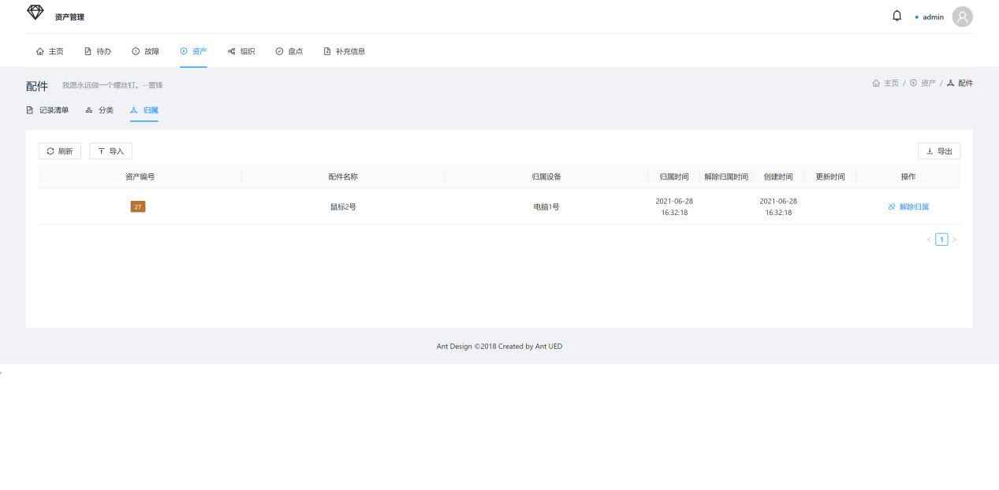 资产管理
admin
主页 待办 故障 资产 组织 盘点 补充信息
配件 我愿永远做一个螺丝钉。--雷锋
主页 / 资产 / 配件
记录清单 分类 归属
刷新 导入 导出
资产编号 配件名称 归属设备 归属时间 解除归属时间 创建时间 更新时间 操作
27 鼠标2号 电脑1号 2021-06-28 16:32:18 2021-06-28 16:32:18 解除归属
1
Ant Design ©2018 Created by Ant UED